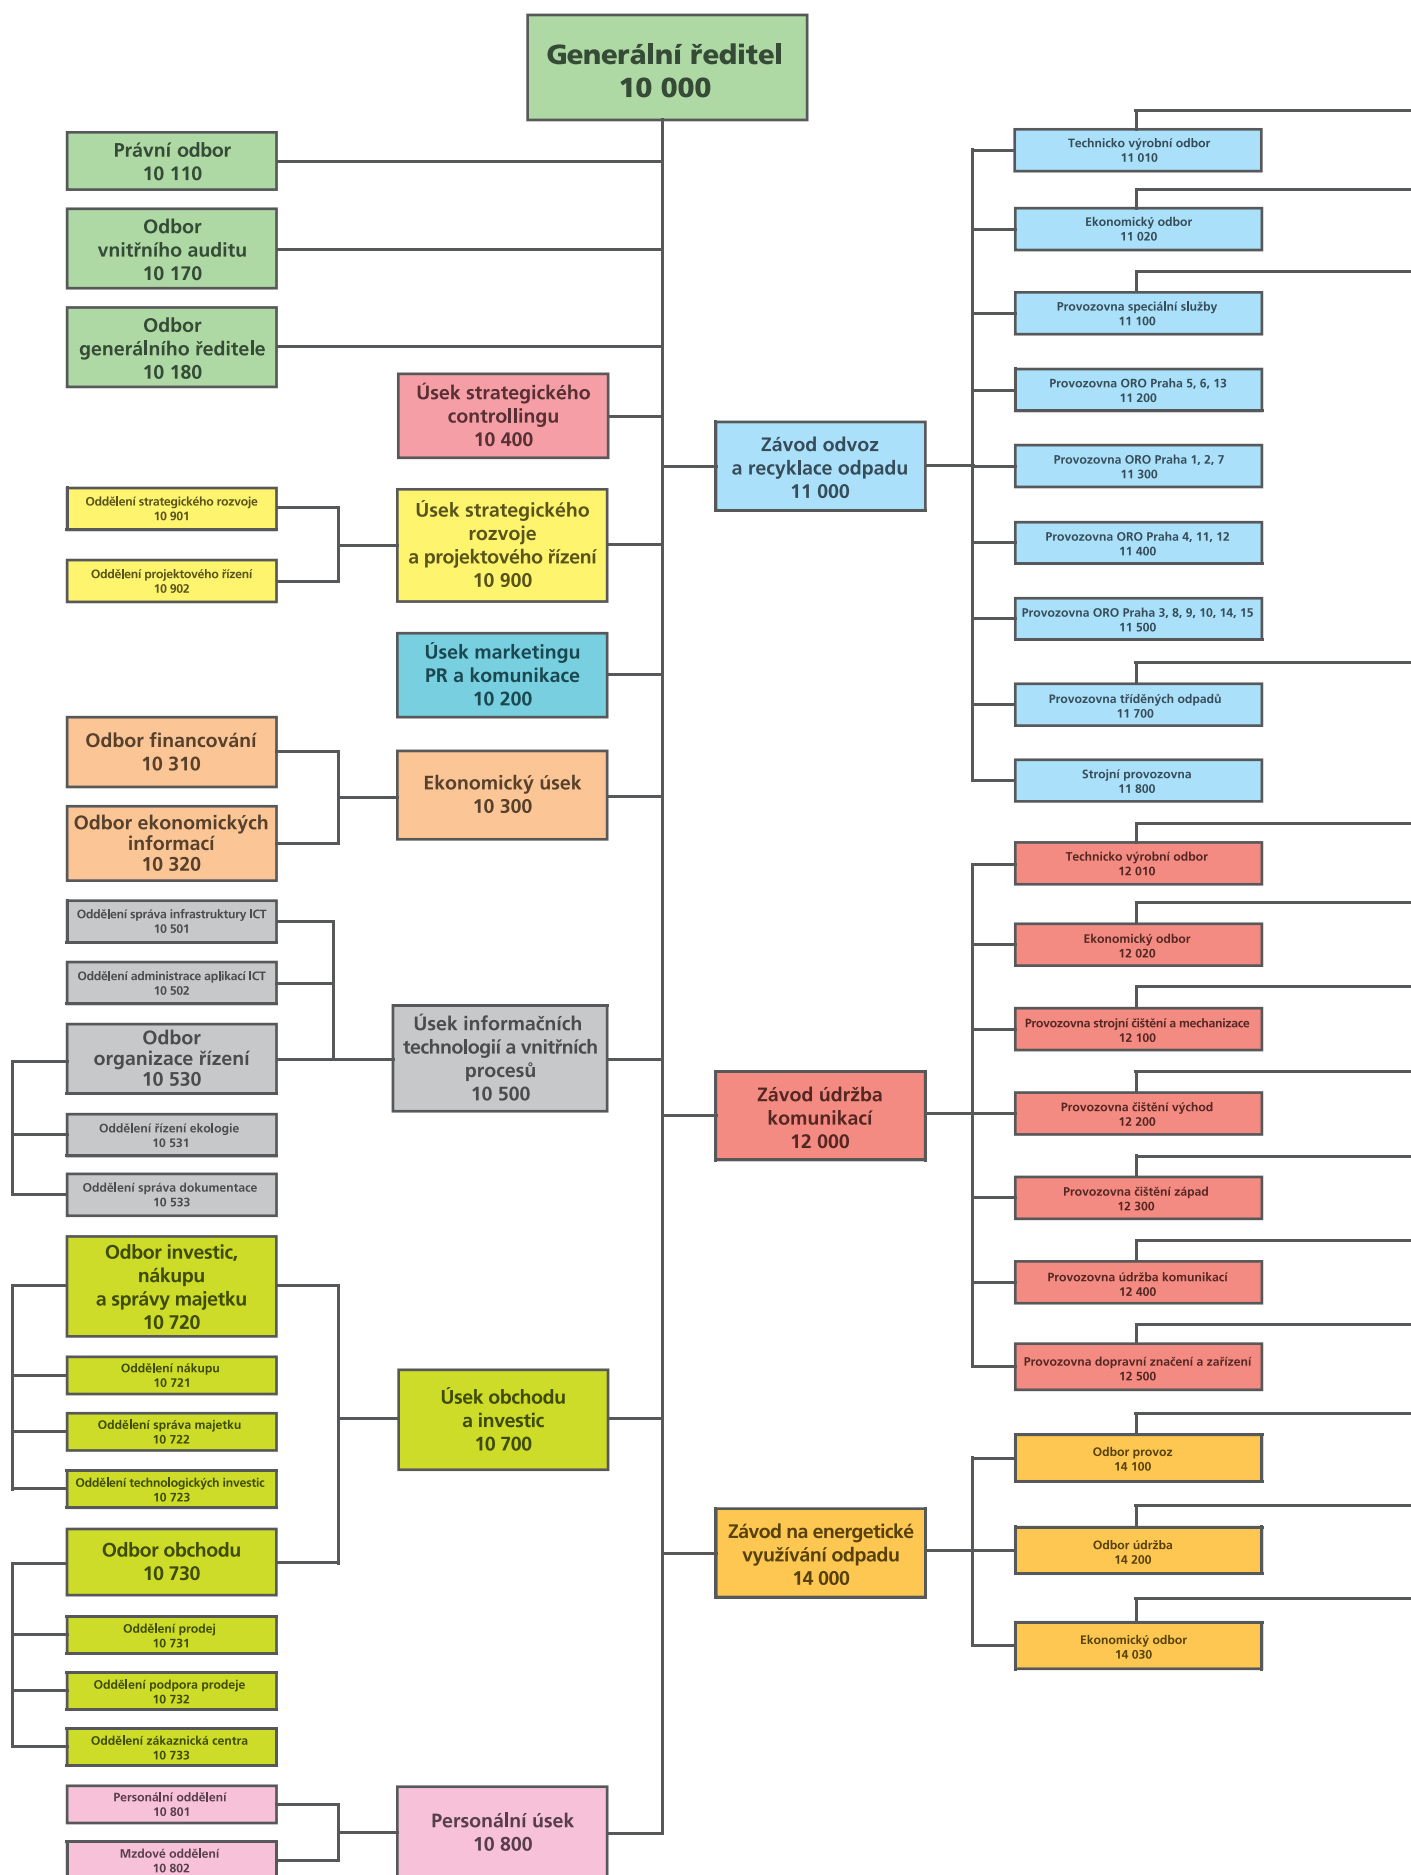 Generální ředitel
10 000
Právní odbor
10 110
Odbor
vnitřního auditu
10 170
Odbor
generálního ředitele
10 180
Úsek strategického
controllingu
10 400
Oddělení strategického rozvoje
10 901
Oddělení projektového řízení
10 902
Úsek strategického
rozvoje
a projektového řízení
10 900
Úsek marketingu
PR a komunikace
10 200
Odbor financování
10 310
Odbor ekonomických
informací
10 320
Ekonomický úsek
10 300
Oddělení správa infrastruktury ICT
10 501
Oddělení administrace aplikací ICT
10 502
Odbor
organizace řízení
10 530
Oddělení řízení ekologie
10 531
Oddělení správa dokumentace
10 533
Úsek informačních
technologií a vnitřních
procesů
10 500
Odbor investic,
nákupu
a správy majetku
10 720
Oddělení nákupu
10 721
Oddělení správa majetku
10 722
Oddělení technologických investic
10 723
Odbor obchodu
10 730
Oddělení prodej
10 731
Oddělení podpora prodeje
10 732
Oddělení zákaznická centra
10 733
Úsek obchodu
a investic
10 700
Personální oddělení
10 801
Mzdové oddělení
10 802
Personální úsek
10 800
Závod odvoz
a recyklace odpadu
11 000
Technicko výrobní odbor
11 010
Ekonomický odbor
11 020
Provozovna speciální služby
11 100
Provozovna ORO Praha 5, 6, 13
11 200
Provozovna ORO Praha 1, 2, 7
11 300
Provozovna ORO Praha 4, 11, 12
11 400
Provozovna ORO Praha 3, 8, 9, 10, 14, 15
11 500
Provozovna tříděných odpadů
11 700
Strojní provozovna
11 800
Závod údržba
komunikací
12 000
Technicko výrobní odbor
12 010
Ekonomický odbor
12 020
Provozovna strojní čištění a mechanizace
12 100
Provozovna čištění východ
12 200
Provozovna čištění západ
12 300
Provozovna údržba komunikací
12 400
Provozovna dopravní značení a zařízení
12 500
Závod na energetické
využívání odpadu
14 000
Odbor provoz
14 100
Odbor údržba
14 200
Ekonomický odbor
14 030